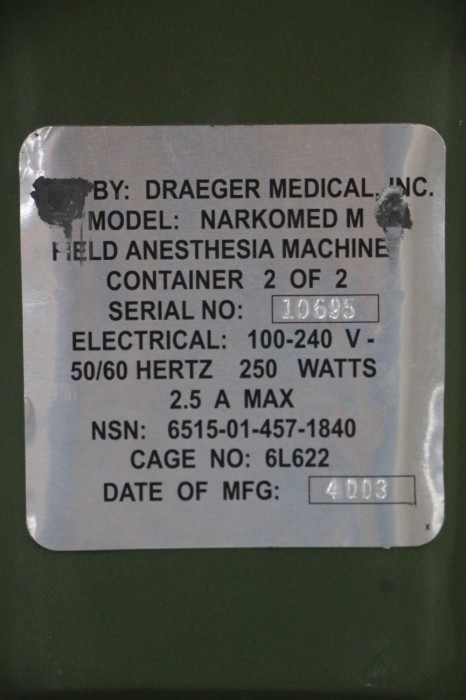 BY: DRAEGER MEDICAL, INC.
MODEL: NARKOMED M
FIELD ANESTHESIA MACHINE
CONTAINER 2 OF 2
SERIAL NO: 10695
ELECTRICAL: 100-240 V -
50/60 HERTZ 250 WATTS
2.5 A MAX
NSN: 6515-01-457-1840
CAGE NO: 6L622
DATE OF MFG: 4003